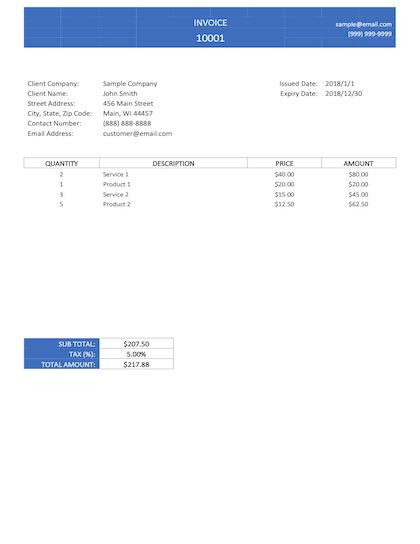 INVOICE
10001
sample@email.com
(999) 999-9999
Client Company: Sample Company
Client Name: John Smith
Street Address: 456 Main Street
City, State, Zip Code: Main, WI 44457
Contact Number: (888) 888-8888
Email Address: customer@email.com
Issued Date: 2018/1/1
Expiry Date: 2018/12/30
QUANTITY DESCRIPTION PRICE AMOUNT
2 Service 1 $40.00 $80.00
1 Product 1 $20.00 $20.00
3 Service 2 $15.00 $45.00
5 Product 2 $12.50 $62.50
SUB TOTAL: $207.50
TAX (%): 5.00%
TOTAL AMOUNT: $217.88